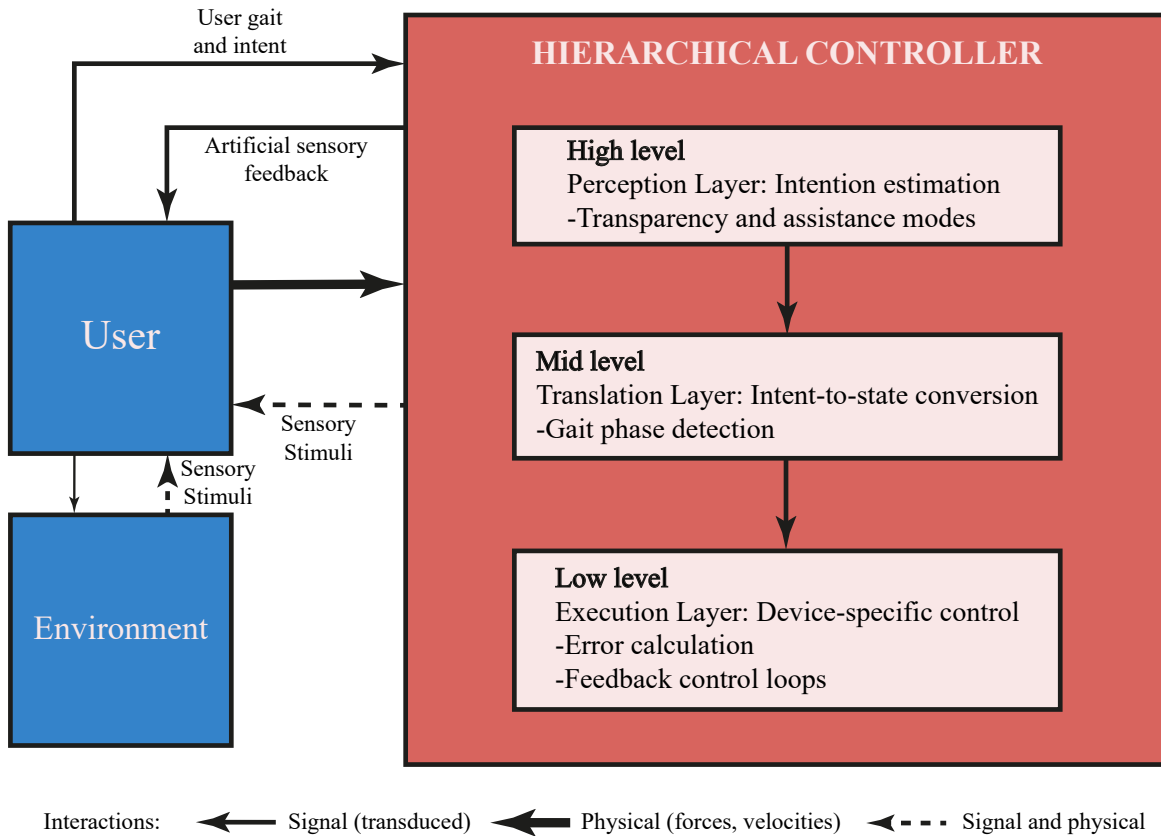 User gait
and intent
HIERARCHICAL CONTROLLER
Artificial sensory
feedback
High level
Perception Layer: Intention estimation
-Transparency and assistance modes
User
Mid level
Translation Layer: Intent-to-state conversion
-Gait phase detection
Sensory
Stimuli
Sensory
Stimuli
Environment
Low level
Execution Layer: Device-specific control
-Error calculation
-Feedback control loops
Interactions:
Signal (transduced)
Physical (forces, velocities)
Signal and physical